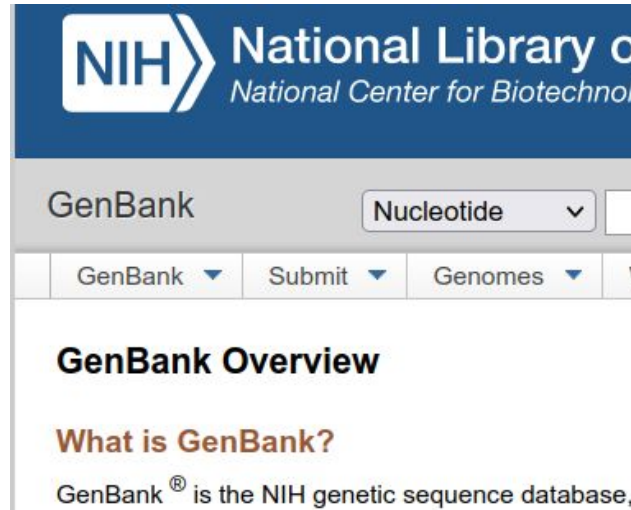 NIH
National Library
National Center for
GenBank
Nucleotide
GenBank Submit Genomes
GenBank Overview
What is GenBank?
GenBank ® is the NIH genetic sequence database,